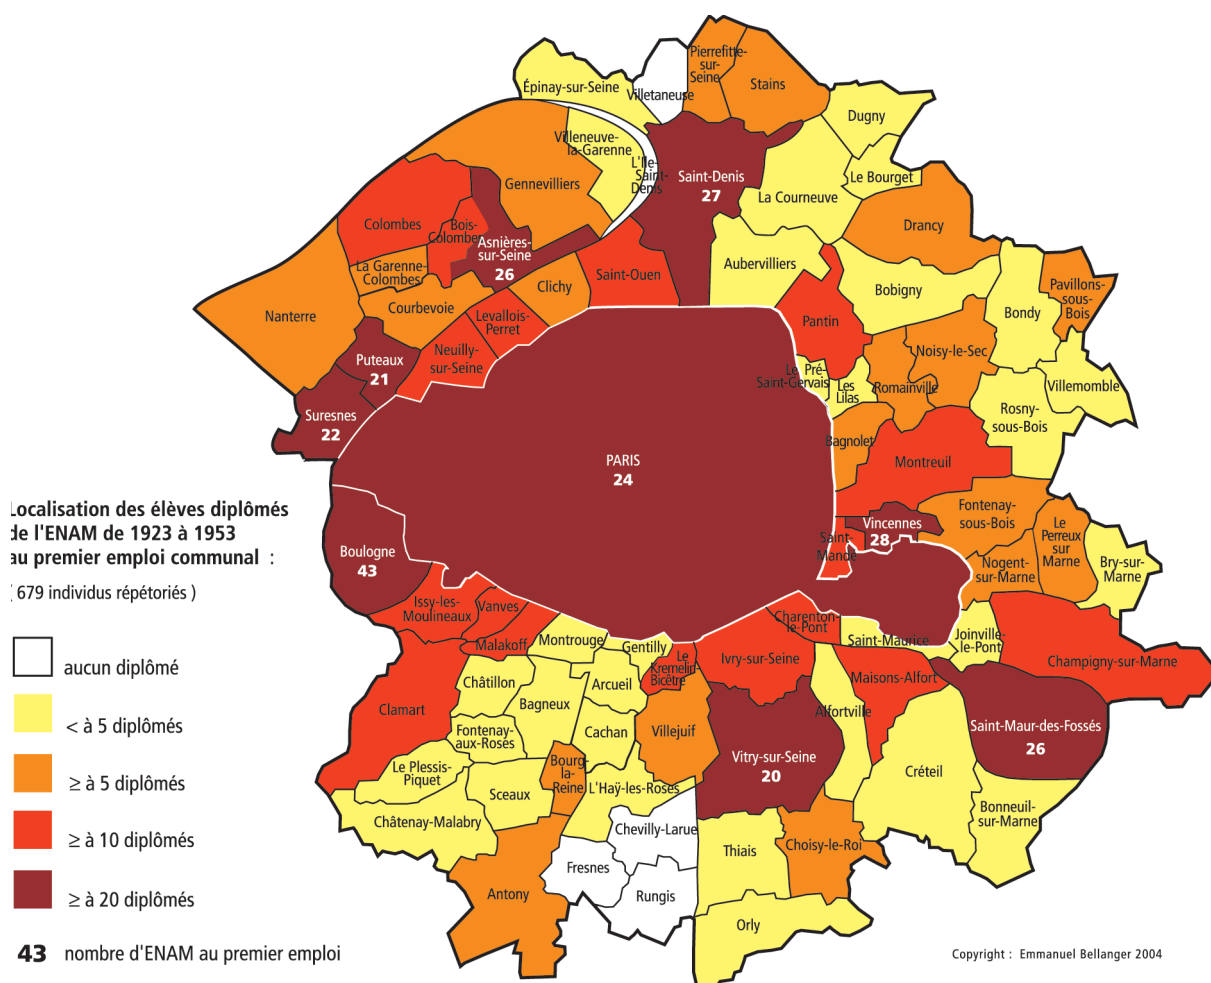 Pierrefitte-
sur-
Seine
Stains
Épinay-sur-Seine
Villetaneuse
Dugny
Villeneuve-
la-Garenne
L'Ile-
Saint-
Denis
Saint-Denis
27
Le Bourget
Gennevilliers
La Courneuve
Colombes
Bois-
Colombes
Drancy
Asnières-
sur-Seine
26
La Garenne-
Colombes
Saint-Ouen
Aubervilliers
Clichy
Bobigny
Pavillons-
sous-
Bois
Nanterre
Courbevoie
Levallois-
Perret
Pantin
Bondy
Puteaux
21
Neuilly-
sur-Seine
Noisy-le-Sec
Le Pré-
Saint-Gervais
Les
Lilas
Romainville
Villemomble
Suresnes
22
Rosny-
sous-Bois
Bagnolet
PARIS
24
Montreuil
Localisation des élèves diplômés
de l'ENAM de 1923 à 1953
au premier emploi communal :
( 679 individus répétoriés )
Fontenay-
sous-Bois
Le
Perreux
sur
Marne
Vincennes
28
Saint-
Mandé
Boulogne
43
Nogent-
sur-Marne
Bry-sur-
Marne
Issy-les-
Moulineaux
Vanves
Charenton-
le-Pont
Malakoff
Montrouge
Gentilly
Saint-Maurice
Joinville-
le-Pont
Le
Kremelin-
Bicêtre
Ivry-sur-Seine
Champigny-sur-Marne
aucun diplômé
Châtillon
Arcueil
Maisons-Alfort
Clamart
Bagneux
Alfortville
< à 5 diplômés
Fontenay-
aux-Roses
Cachan
Villejuif
Saint-Maur-des-Fossés
26
Vitry-sur-Seine
20
Le Plessis-
Piquet
Bourg-
la-
Reine
Créteil
≥ à 5 diplômés
Sceaux
L'Haÿ-les-Roses
Bonneuil-
sur-Marne
Châtenay-Malabry
Chevilly-Larue
≥ à 10 diplômés
Thiais
Choisy-le-Roi
Fresnes
≥ à 20 diplômés
Antony
Rungis
Orly
43 nombre d'ENAM au premier emploi
Copyright : Emmanuel Bellanger 2004